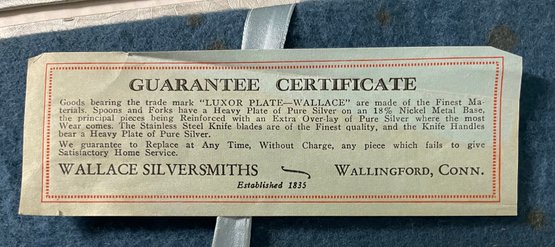 GUARANTEE CERTIFICATE
Goods bearing the trade mark "LUXOR PLATE—WALLACE" are made of the Finest Ma-
terials. Spoons and Forks have a Heavy Plate of Pure Silver on an 18% Nickel Metal Base,
the principal pieces being Reinforced with an Extra Over-lay of Pure Silver where the most
Wear comes. The Stainless Steel Knife blades are of the Finest quality, and the Knife Handles
bear a Heavy Plate of Pure Silver.
We guarantee to Replace at Any Time, Without Charge, any piece which fails to give
Satisfactory Home Service.
WALLACE SILVERSMITHS WALLINGFORD, CONN.
Established 1835